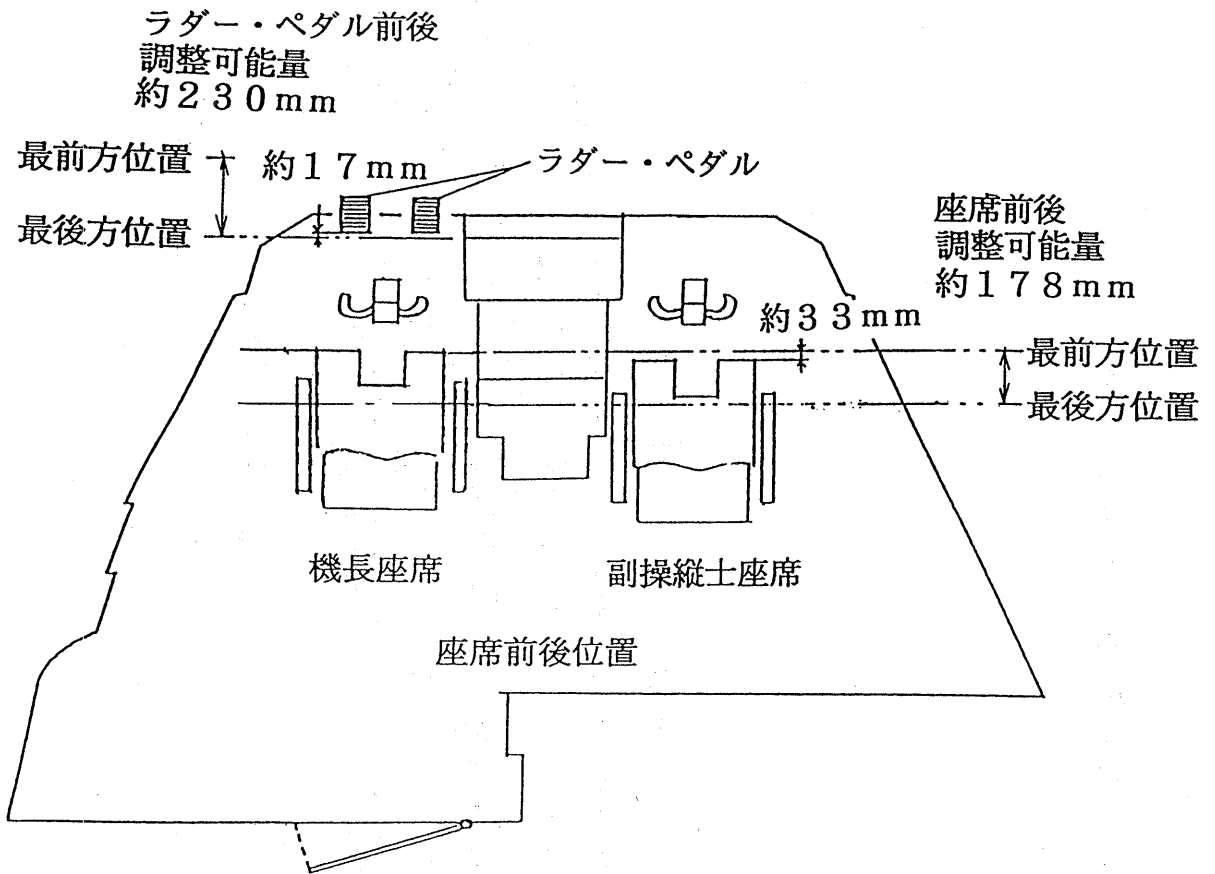 ラダー・ペダル前後
調整可能量
約２３０mm
最前方位置
約１７mm
ラダー・ペダル
最後方位置
座席前後
調整可能量
約１７８mm
約３３mm
最前方位置
最後方位置
機長座席
副操縦士座席
座席前後位置